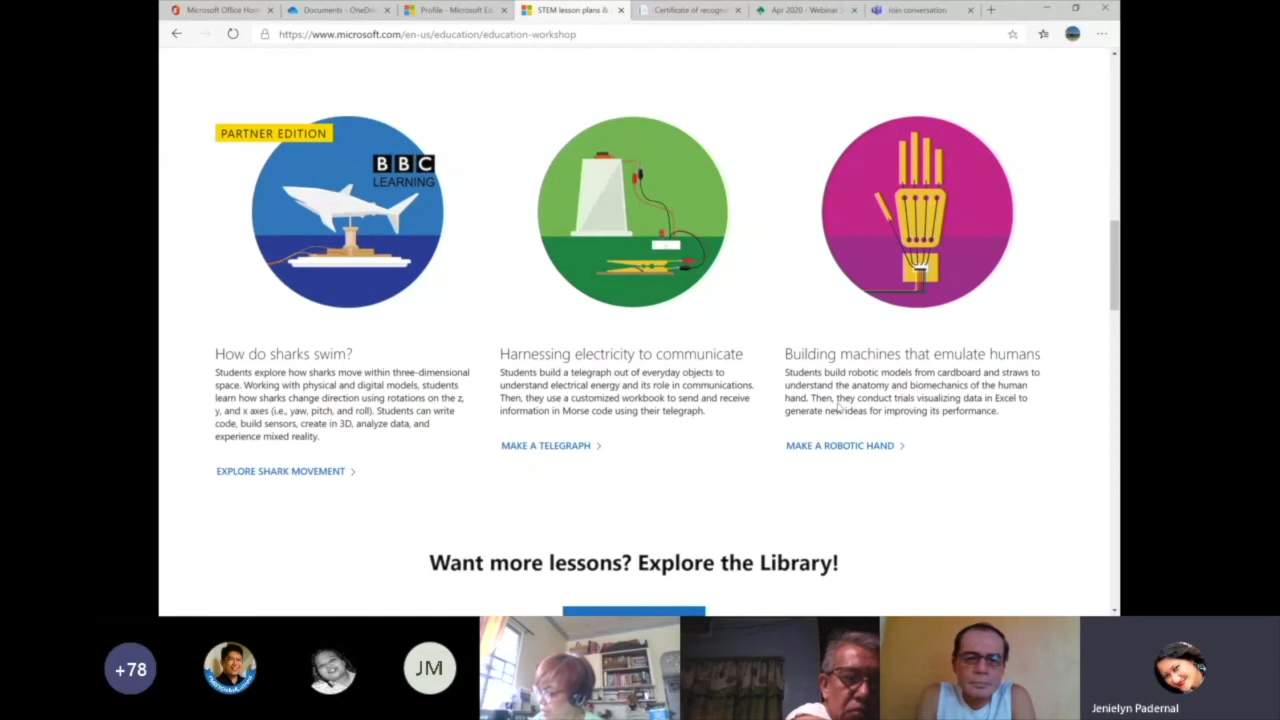 Microsoft Office Hom
Documents - OneDri
Profile - Microsoft Ed
STEM lesson plans &
Certificate of recogni
Apr 2020 - Webinar S
Join conversation
https://www.microsoft.com/en-us/education/education-workshop
PARTNER EDITION
BBC
LEARNING
How do sharks swim?
Students explore how sharks move within three-dimensional
space. Working with physical and digital models, students
learn how sharks change direction using rotations on the z,
y, and x axes (i.e., yaw, pitch, and roll). Students can write
code, build sensors, create in 3D, analyze data, and
experience mixed reality.
EXPLORE SHARK MOVEMENT >
Harnessing electricity to communicate
Students build a telegraph out of everyday objects to
understand electrical energy and its role in communications.
Then, they use a customized workbook to send and receive
information in Morse code using their telegraph.
MAKE A TELEGRAPH >
Building machines that emulate humans
Students build robotic models from cardboard and straws to
understand the anatomy and biomechanics of the human
hand. Then, they conduct trials visualizing data in Excel to
generate new ideas for improving its performance.
MAKE A ROBOTIC HAND >
Want more lessons? Explore the Library!
+78
JM
Jenielyn Padernal